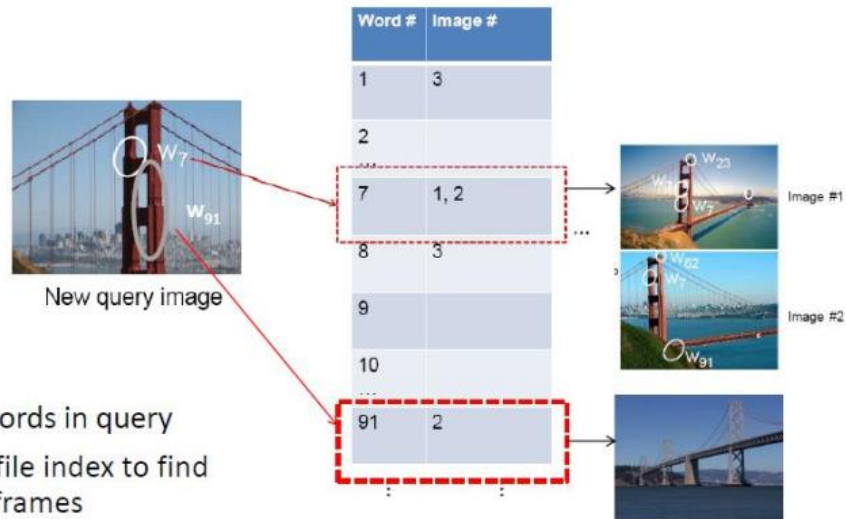 Word # Image #
1 3
2
...
7 1, 2
8 3
9
10
...
91 2
: :
W7
W91
New query image
...
W23
W7
W7
Image #1
W62
W7
W91
Image #2
ords in query
file index to find
frames